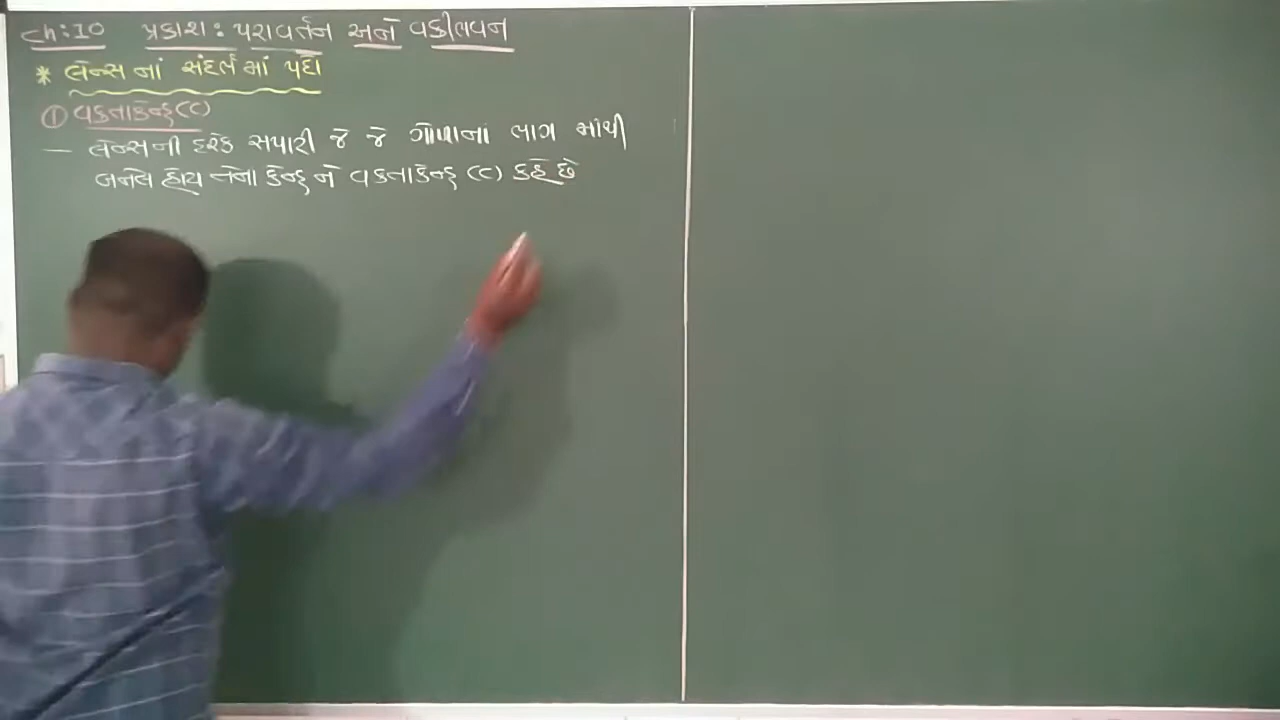 Ch:10 પ્રકાશ: પરાવર્તન અને વક્રીભવન
* લેન્સ નાં સંદર્ભ માં પદો
① વક્રતાકેન્દ્ર (C)
— લેન્સની દરેક સપાટી જે જે ગોળાનાં ભાગ માંથી
બનેલ હોય તેના કેન્દ્ર ને વક્રતાકેન્દ્ર (C) કહે છે